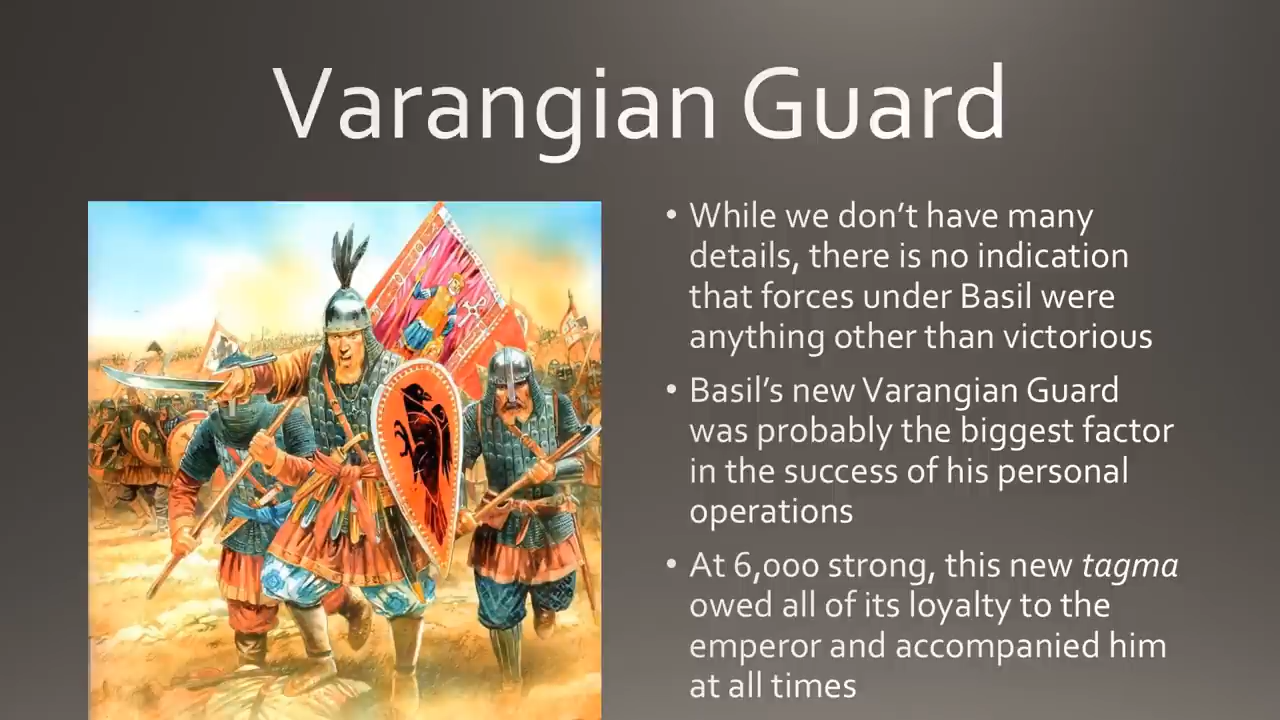 Varangian Guard
• While we don’t have many
details, there is no indication
that forces under Basil were
anything other than victorious
• Basil’s new Varangian Guard
was probably the biggest factor
in the success of his personal
operations
• At 6,000 strong, this new tagma
owed all of its loyalty to the
emperor and accompanied him
at all times